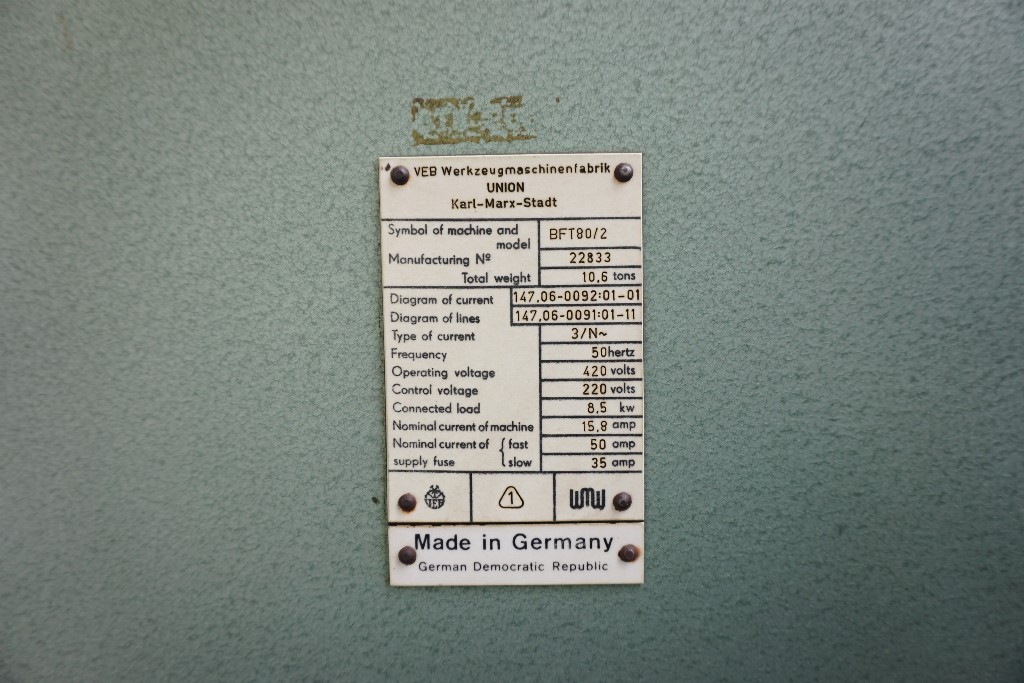 VEB Werkzeugmaschinenfabrik
UNION
Karl-Marx-Stadt
Symbol of machine and model BFT80/2
Manufacturing Nº 22833
Total weight 10,6 tons
Diagram of current 147.06-0092:01-01
Diagram of lines 147.06-0091:01-11
Type of current 3/N~
Frequency 50 hertz
Operating voltage 420 volts
Control voltage 220 volts
Connected load 8,5 kw
Nominal current of machine 15,8 amp
Nominal current of { fast 50 amp
supply fuse { slow 35 amp
VEB 1 WMW
Made in Germany
German Democratic Republic